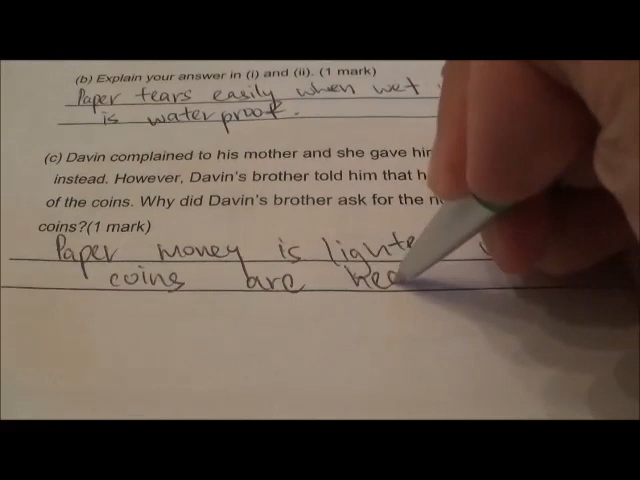 (b) Explain your answer in (i) and (ii). (1 mark)
Paper tears easily when wet
is waterproof.
(c) Davin complained to his mother and she gave
instead. However, Davin's brother told him that
of the coins. Why did Davin's brother ask for the
coins?(1 mark)
Paper money is lighte
coins are hea